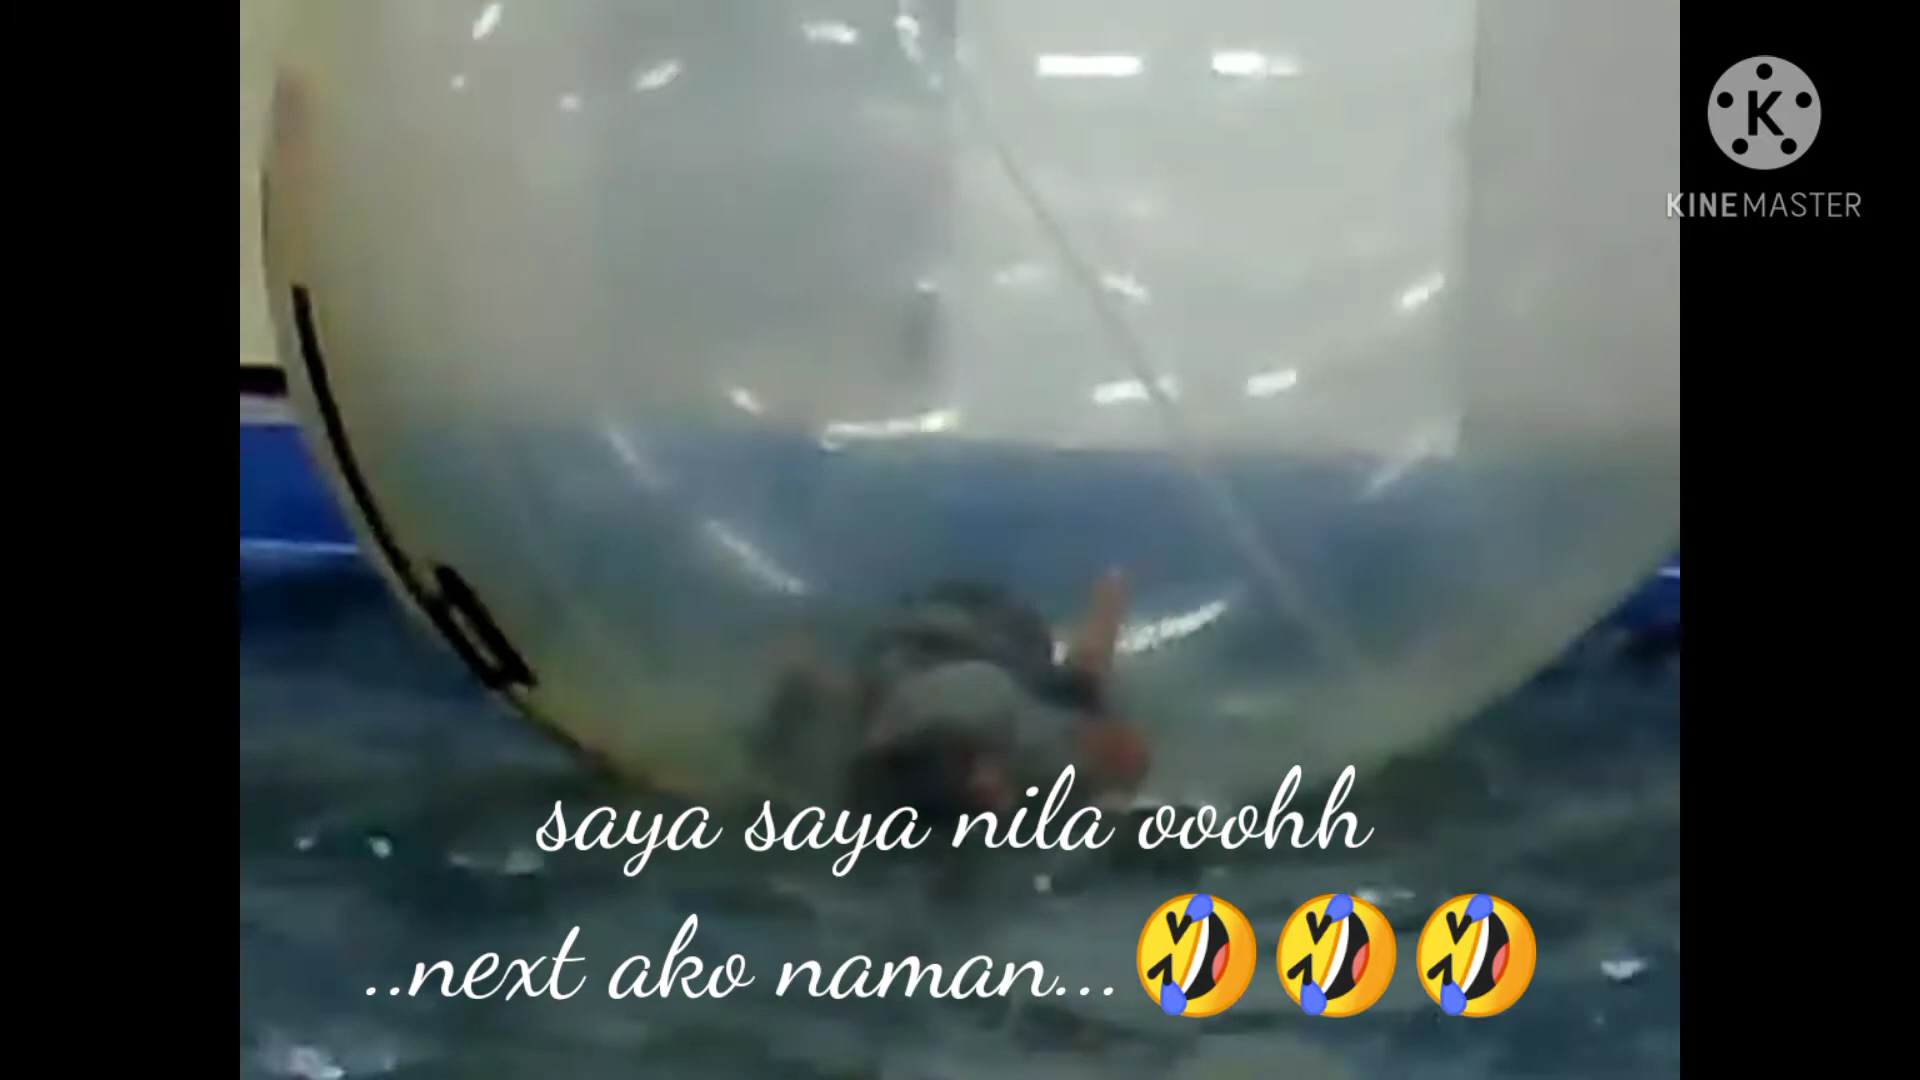 K
KINEMASTER
saya saya nila ooohh
..next ako naman...🤣🤣🤣